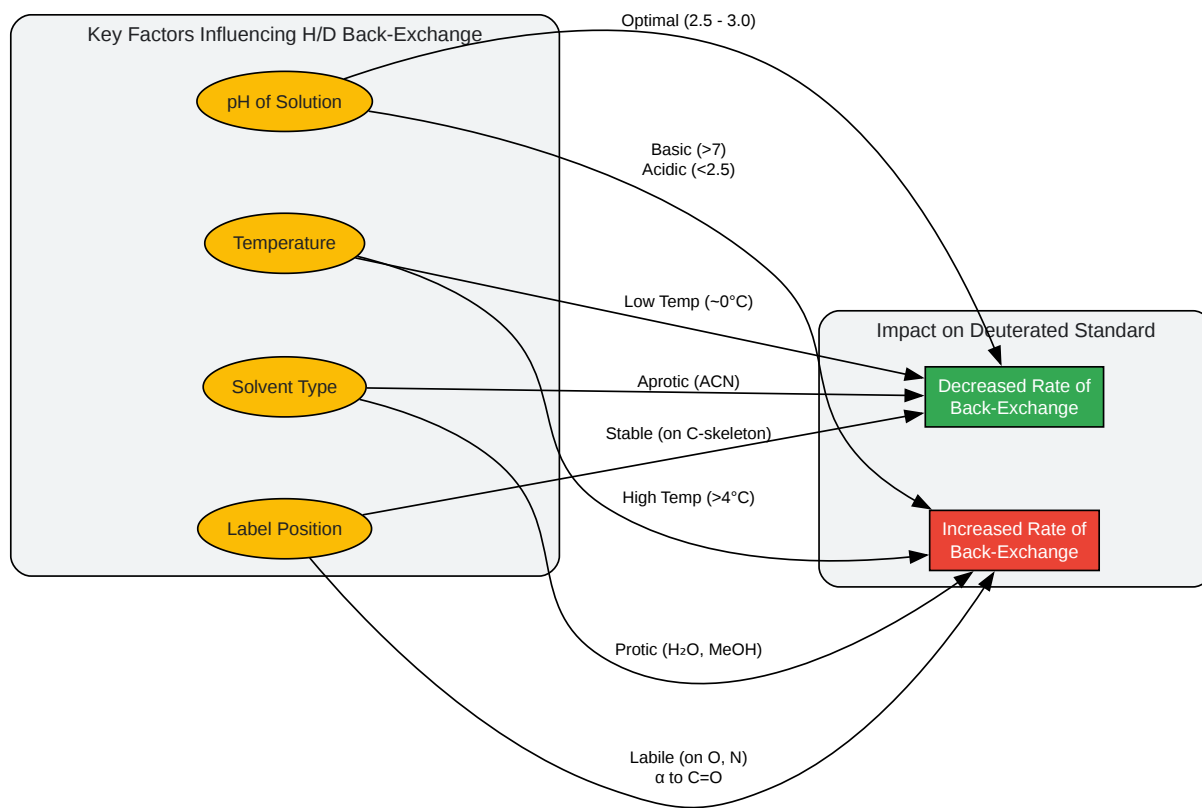 Optimal (2.5 - 3.0)
Key Factors Influencing H/D Back-Exchange
pH of Solution
Basic (>7)
Acidic (<2.5)
Temperature
Low Temp (~0°C)
Impact on Deuterated Standard
Solvent Type
Aprotic (ACN)
Decreased Rate of
Back-Exchange
Stable (on C-skeleton)
High Temp (>4°C)
Label Position
Increased Rate of
Back-Exchange
Protic (H₂O, MeOH)
Labile (on O, N)
α to C=O